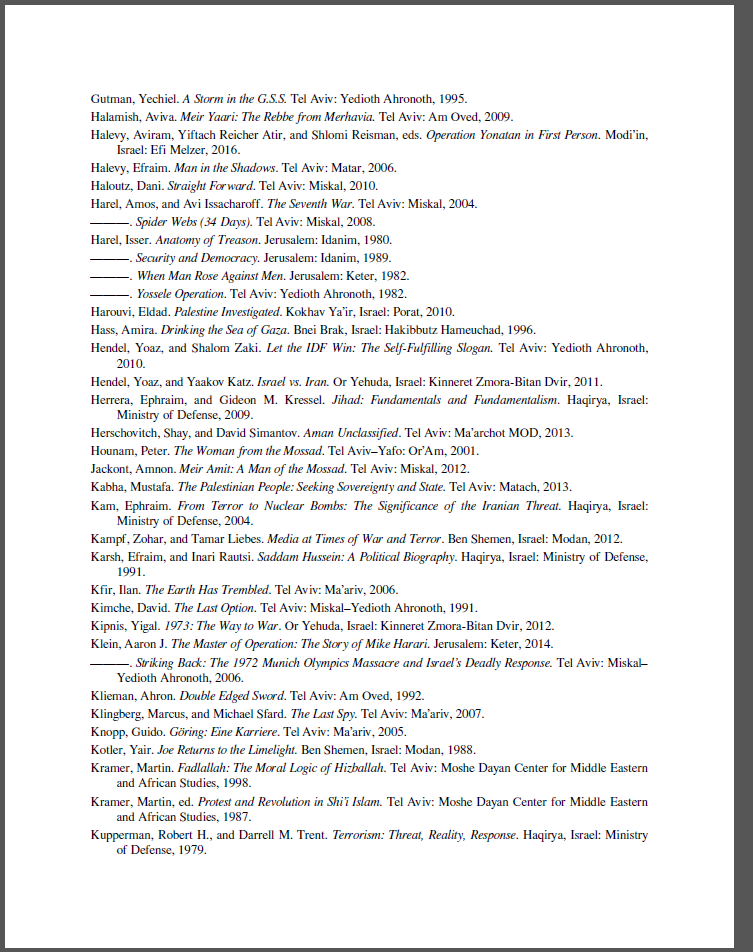 Gutman, Yechiel. A Storm in the G.S.S. Tel Aviv: Yedioth Ahronoth, 1995.
Halamish, Aviva. Meir Yaari: The Rebbe from Merhavia. Tel Aviv: Am Oved, 2009.
Halevy, Aviram, Yiftach Reicher Atir, and Shlomi Reisman, eds. Operation Yonatan in First Person. Modi’in,
Israel: Efi Melzer, 2016.
Halevy, Efraim. Man in the Shadows. Tel Aviv: Matar, 2006.
Haloutz, Dani. Straight Forward. Tel Aviv: Miskal, 2010.
Harel, Amos, and Avi Issacharoff. The Seventh War. Tel Aviv: Miskal, 2004.
———. Spider Webs (34 Days). Tel Aviv: Miskal, 2008.
Harel, Isser. Anatomy of Treason. Jerusalem: Idanim, 1980.
———. Security and Democracy. Jerusalem: Idanim, 1989.
———. When Man Rose Against Men. Jerusalem: Keter, 1982.
———. Yossele Operation. Tel Aviv: Yedioth Ahronoth, 1982.
Harouvi, Eldad. Palestine Investigated. Kokhav Ya’ir, Israel: Porat, 2010.
Hass, Amira. Drinking the Sea of Gaza. Bnei Brak, Israel: Hakibbutz Hameuchad, 1996.
Hendel, Yoaz, and Shalom Zaki. Let the IDF Win: The Self-Fulfilling Slogan. Tel Aviv: Yedioth Ahronoth,
2010.
Hendel, Yoaz, and Yaakov Katz. Israel vs. Iran. Or Yehuda, Israel: Kinneret Zmora-Bitan Dvir, 2011.
Herrera, Ephraim, and Gideon M. Kressel. Jihad: Fundamentals and Fundamentalism. Haqirya, Israel:
Ministry of Defense, 2009.
Herschovitch, Shay, and David Simantov. Aman Unclassified. Tel Aviv: Ma’archot MOD, 2013.
Hounam, Peter. The Woman from the Mossad. Tel Aviv–Yafo: Or’Am, 2001.
Jackont, Amnon. Meir Amit: A Man of the Mossad. Tel Aviv: Miskal, 2012.
Kabha, Mustafa. The Palestinian People: Seeking Sovereignty and State. Tel Aviv: Matach, 2013.
Kam, Ephraim. From Terror to Nuclear Bombs: The Significance of the Iranian Threat. Haqirya, Israel:
Ministry of Defense, 2004.
Kampf, Zohar, and Tamar Liebes. Media at Times of War and Terror. Ben Shemen, Israel: Modan, 2012.
Karsh, Efraim, and Inari Rautsi. Saddam Hussein: A Political Biography. Haqirya, Israel: Ministry of Defense,
1991.
Kfir, Ilan. The Earth Has Trembled. Tel Aviv: Ma’ariv, 2006.
Kimche, David. The Last Option. Tel Aviv: Miskal–Yedioth Ahronoth, 1991.
Kipnis, Yigal. 1973: The Way to War. Or Yehuda, Israel: Kinneret Zmora-Bitan Dvir, 2012.
Klein, Aaron J. The Master of Operation: The Story of Mike Harari. Jerusalem: Keter, 2014.
———. Striking Back: The 1972 Munich Olympics Massacre and Israel’s Deadly Response. Tel Aviv: Miskal–
Yedioth Ahronoth, 2006.
Klieman, Ahron. Double Edged Sword. Tel Aviv: Am Oved, 1992.
Klingberg, Marcus, and Michael Sfard. The Last Spy. Tel Aviv: Ma’ariv, 2007.
Knopp, Guido. Göring: Eine Karriere. Tel Aviv: Ma’ariv, 2005.
Kotler, Yair. Joe Returns to the Limelight. Ben Shemen, Israel: Modan, 1988.
Kramer, Martin. Fadlallah: The Moral Logic of Hizballah. Tel Aviv: Moshe Dayan Center for Middle Eastern
and African Studies, 1998.
Kramer, Martin, ed. Protest and Revolution in Shi’i Islam. Tel Aviv: Moshe Dayan Center for Middle Eastern
and African Studies, 1987.
Kupperman, Robert H., and Darrell M. Trent. Terrorism: Threat, Reality, Response. Haqirya, Israel: Ministry
of Defense, 1979.